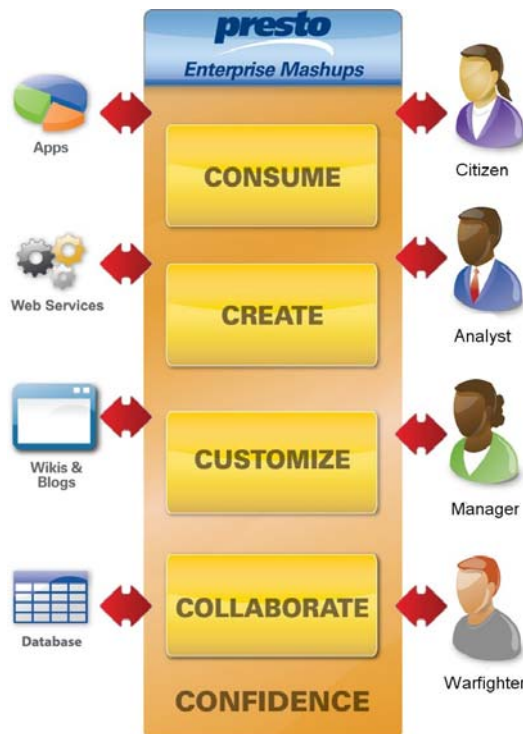 presto
Enterprise Mashups
Apps
CONSUME
Citizen
Web Services
CREATE
Analyst
Wikis &
Blogs
CUSTOMIZE
Manager
Database
COLLABORATE
Warfighter
CONFIDENCE